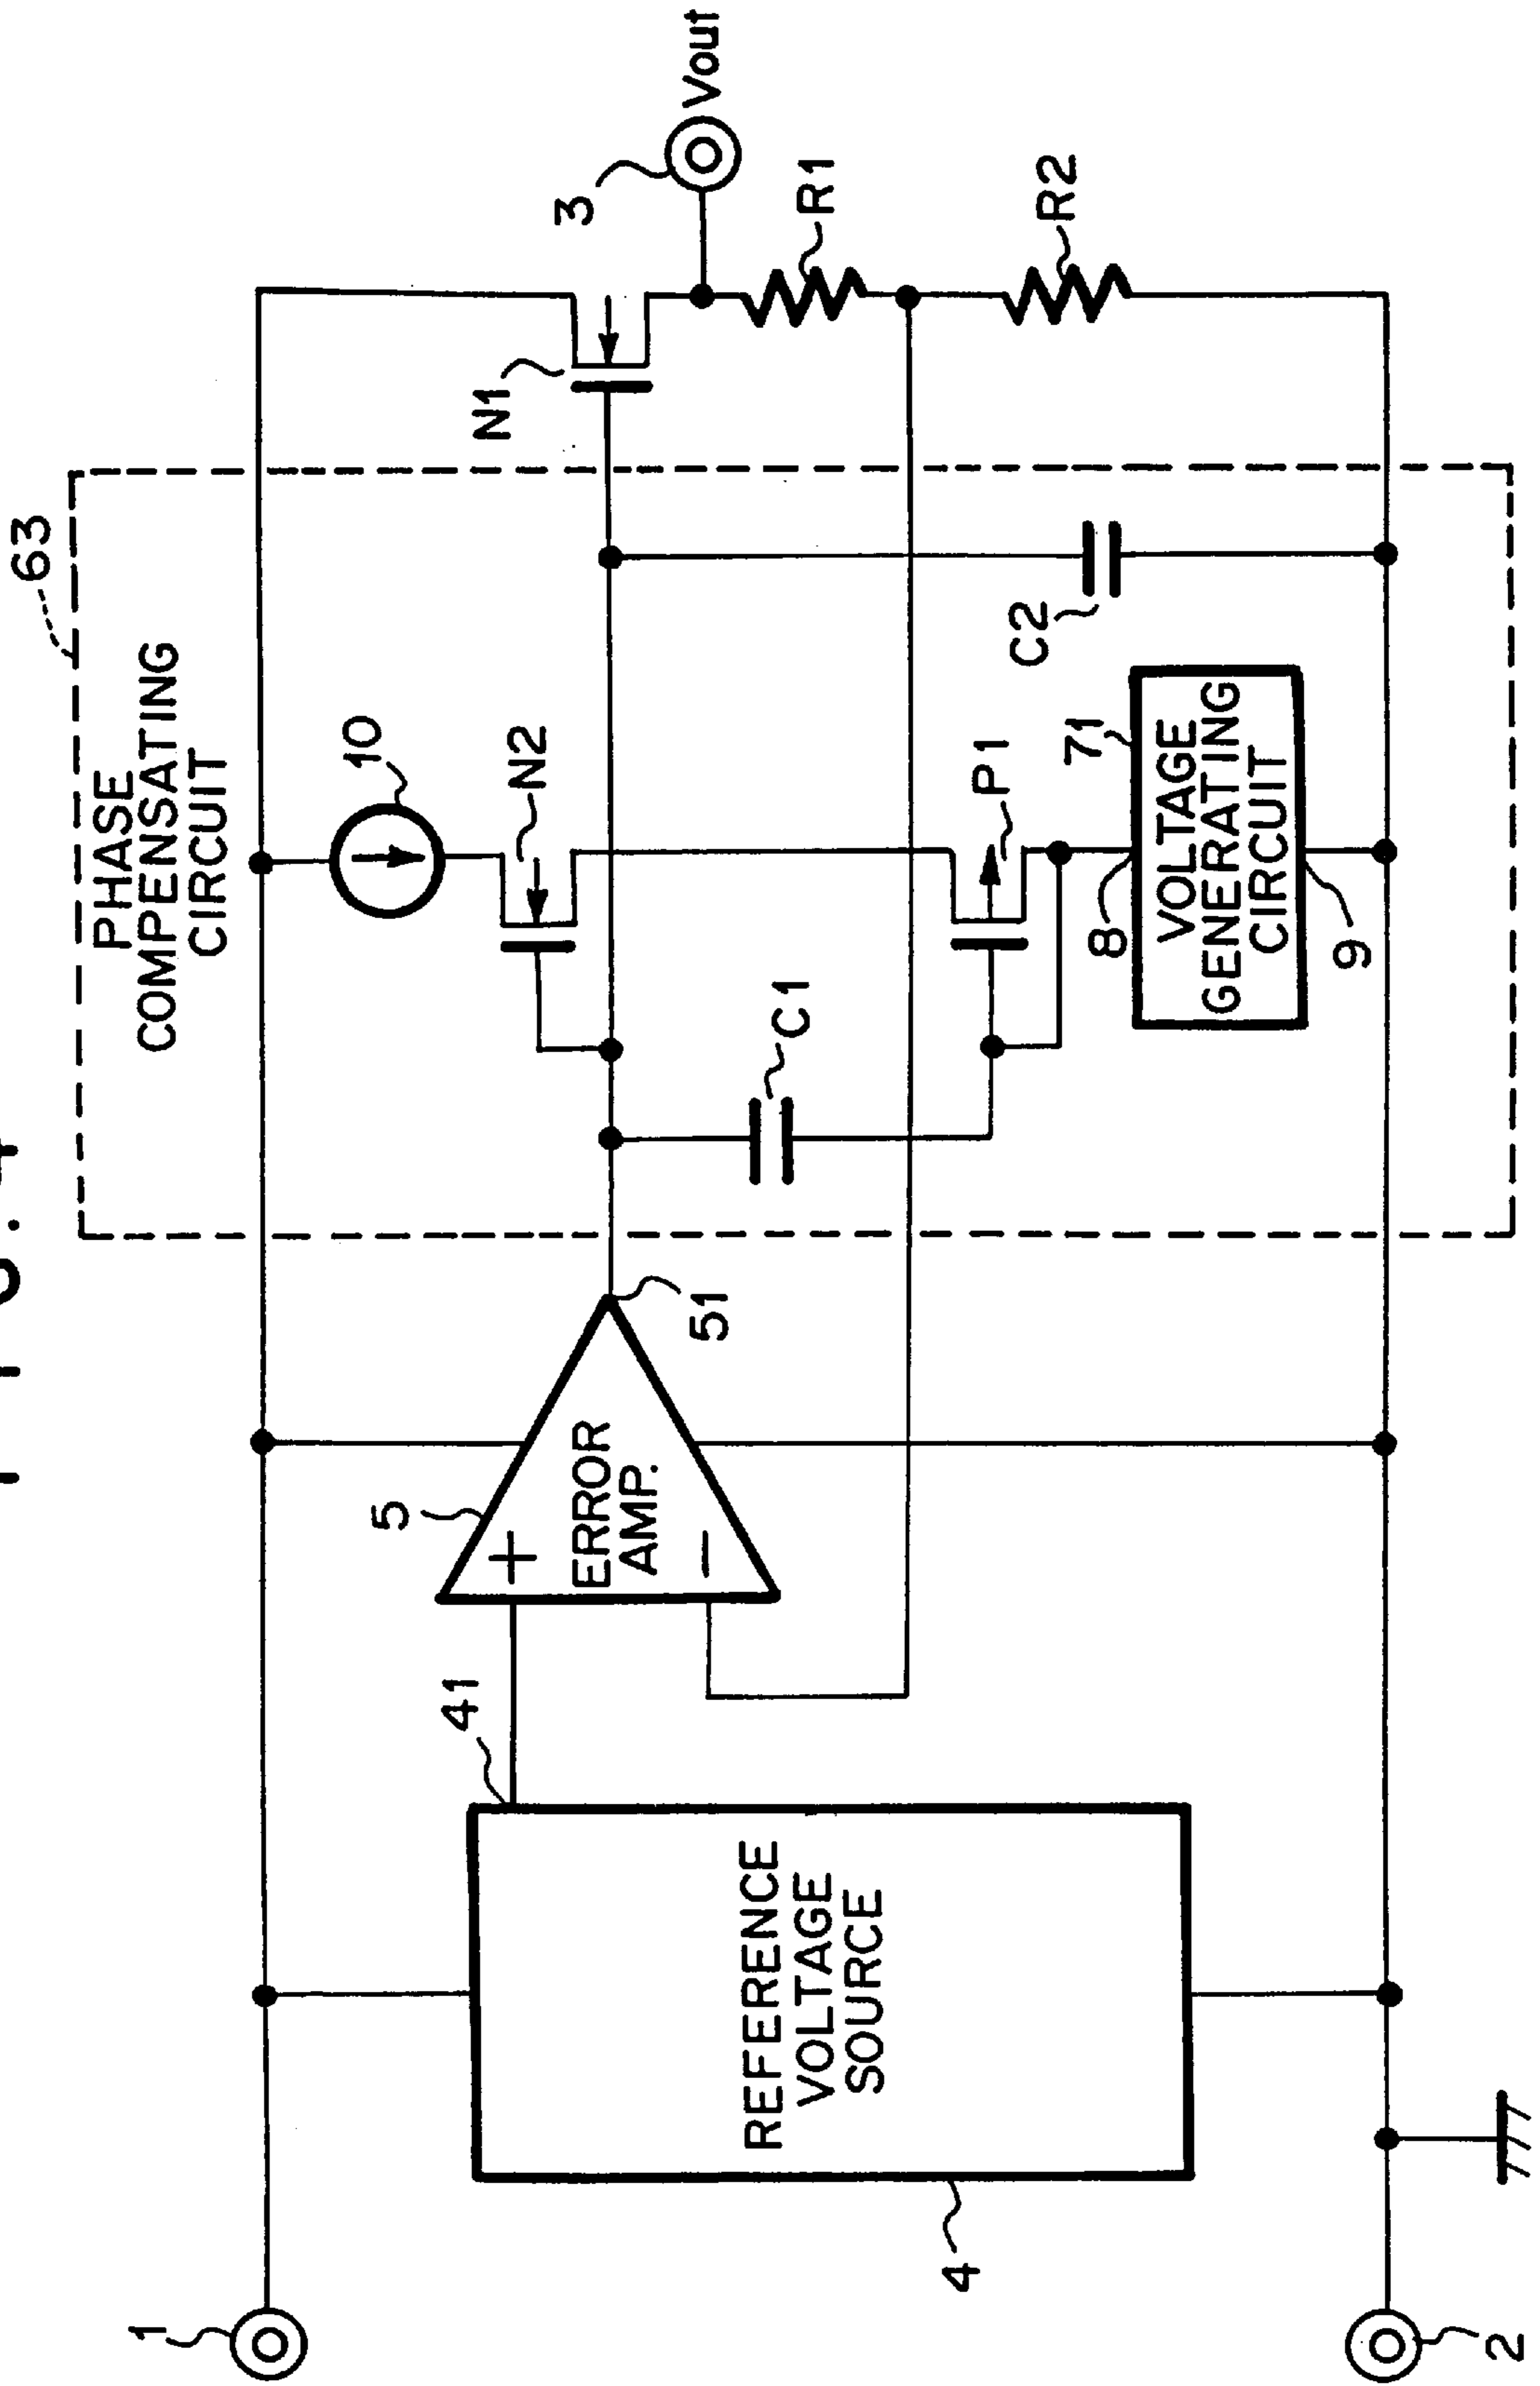 63
PHASE
COMPENSATING
CIRCUIT
10
N2
N1
3
Vout
R1
R2
C1
C2
P1
71
8
VOLTAGE
GENERATING
CIRCUIT
9
5
+
ERROR
AMP.
−
51
41
REFERENCE
VOLTAGE
SOURCE
4
1
2